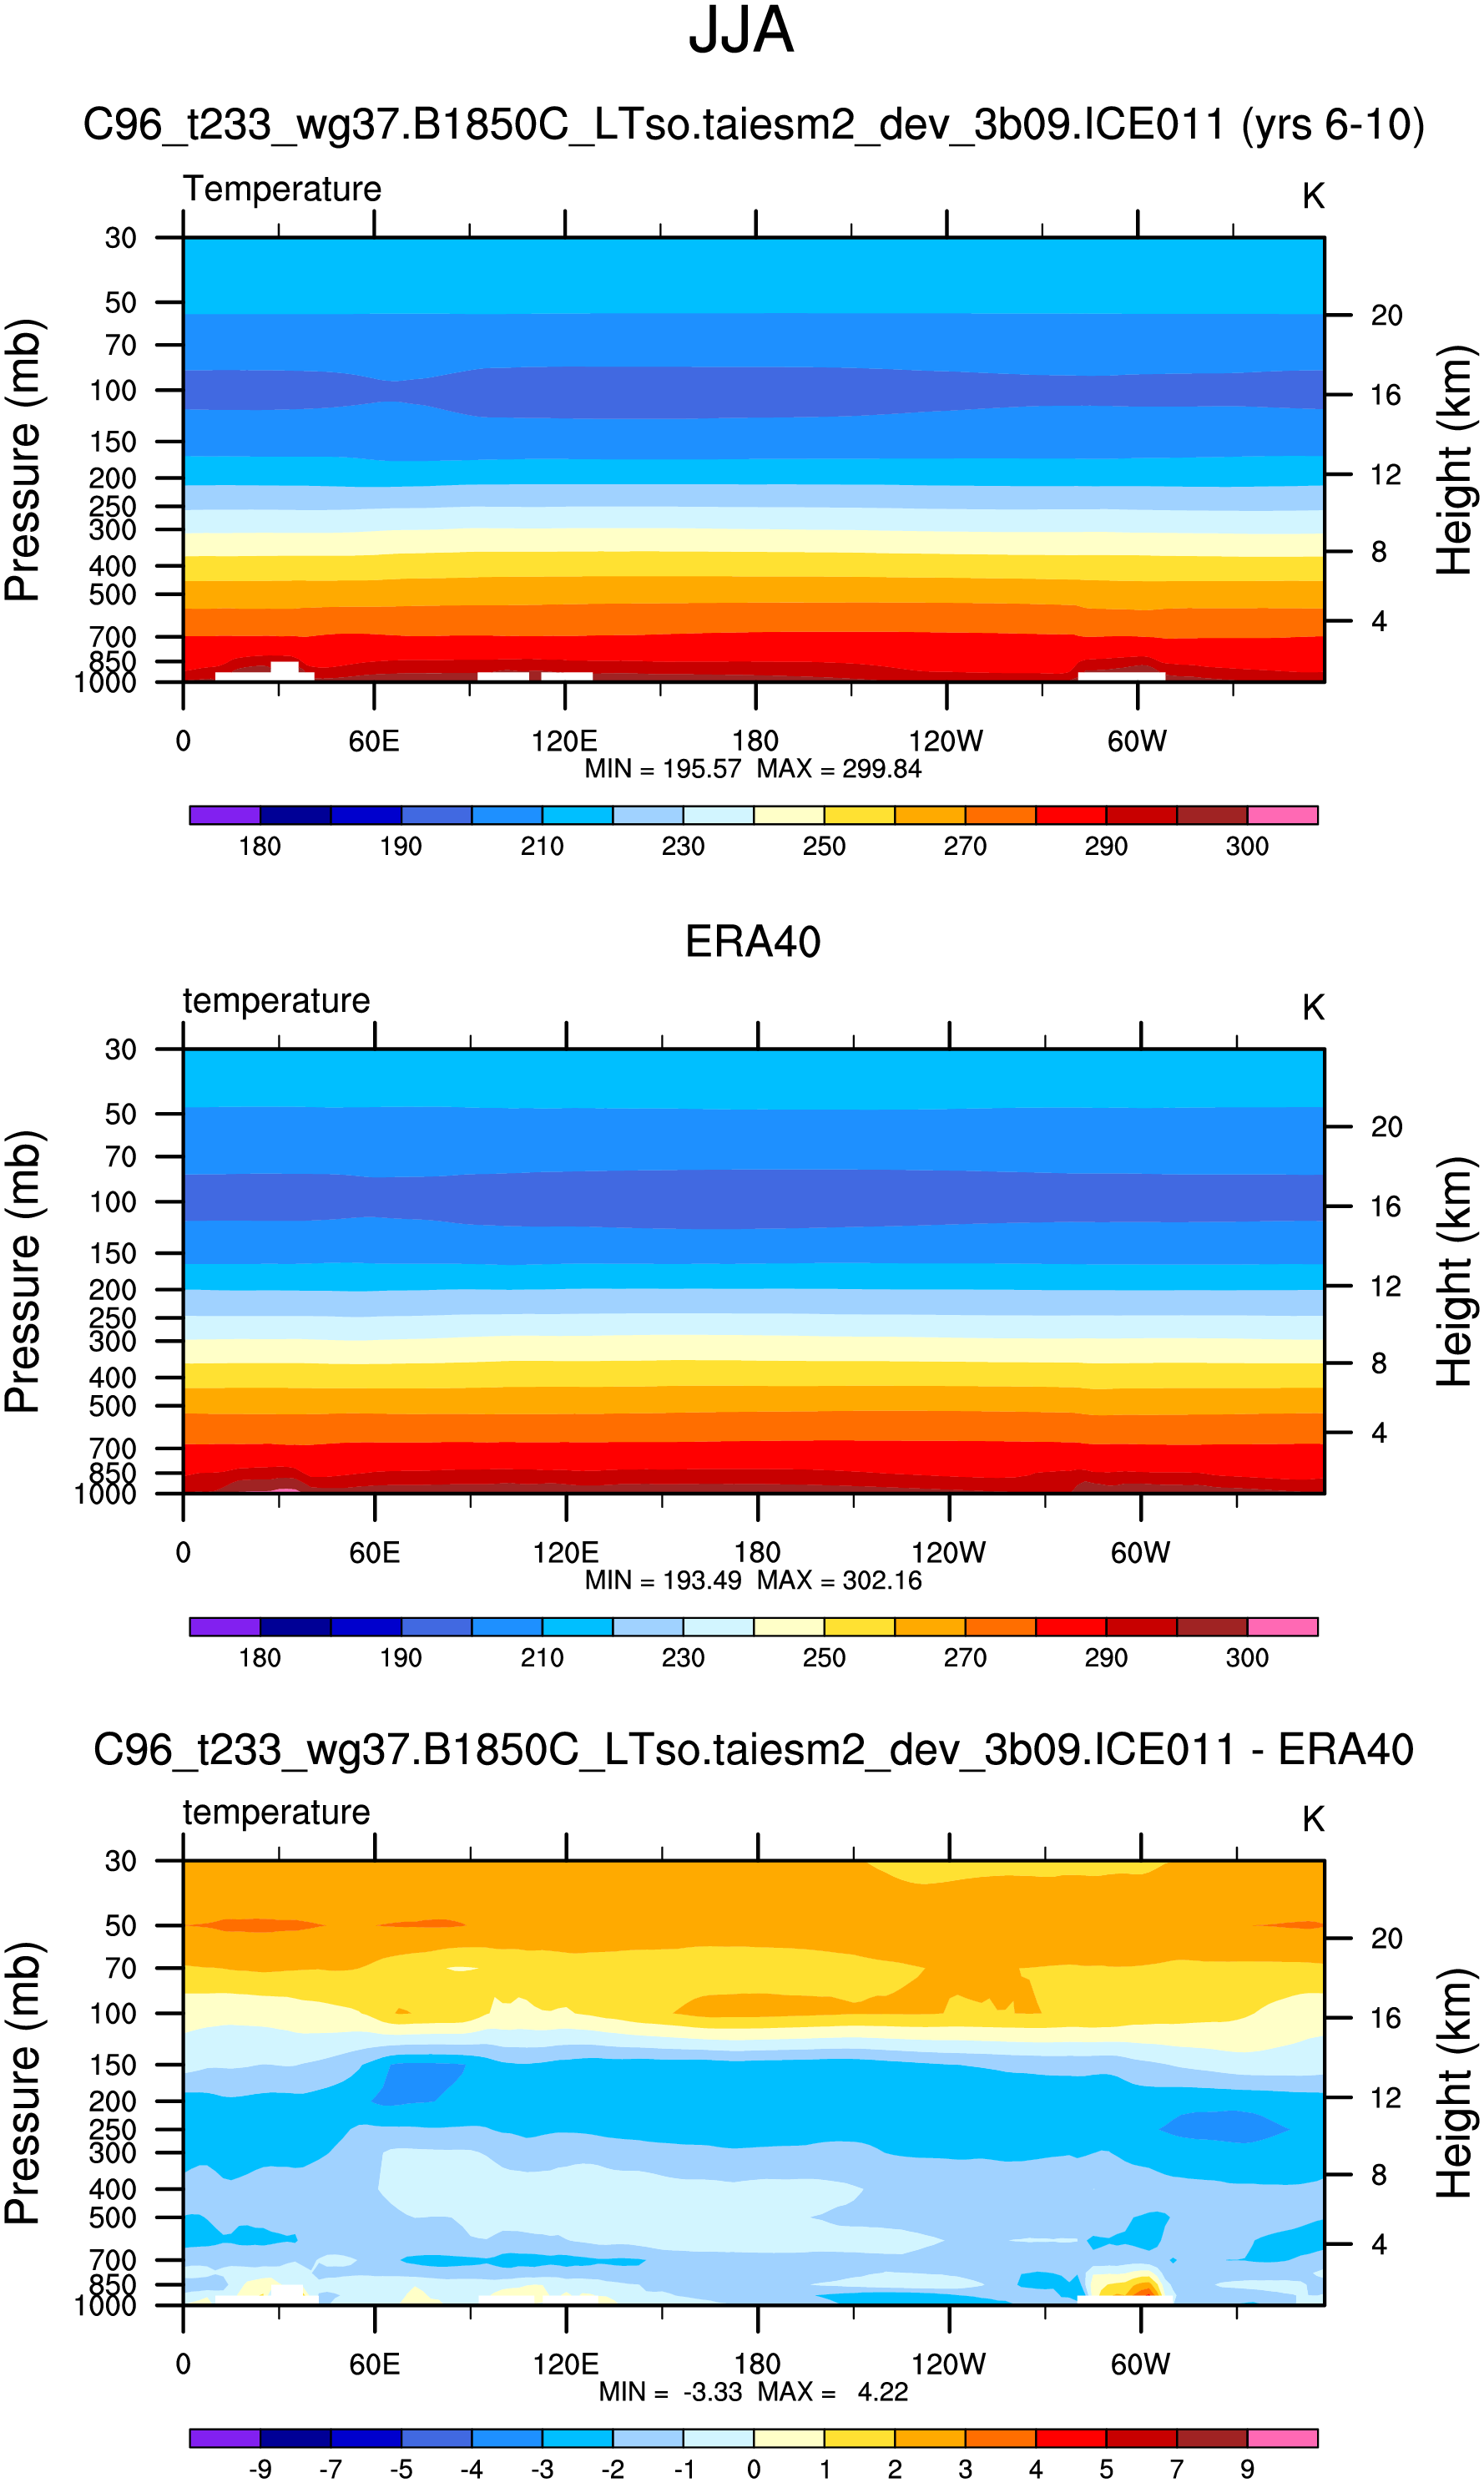 JJA
C96_t233_wg37.B1850C_LTso.taiesm2_dev_3b09.ICE011 (yrs 6-10)
Temperature K
Pressure (mb)
30
50
70
100
150
200
250
300
400
500
700
850
1000
20
16
12
8
4
Height (km)
0 60E 120E 180 120W 60W
MIN = 195.57 MAX = 299.84
180 190 210 230 250 270 290 300
ERA40
temperature K
Pressure (mb)
30
50
70
100
150
200
250
300
400
500
700
850
1000
20
16
12
8
4
Height (km)
0 60E 120E 180 120W 60W
MIN = 193.49 MAX = 302.16
180 190 210 230 250 270 290 300
C96_t233_wg37.B1850C_LTso.taiesm2_dev_3b09.ICE011 - ERA40
temperature K
Pressure (mb)
30
50
70
100
150
200
250
300
400
500
700
850
1000
20
16
12
8
4
Height (km)
0 60E 120E 180 120W 60W
MIN = -3.33 MAX = 4.22
-9 -7 -5 -4 -3 -2 -1 0 1 2 3 4 5 7 9